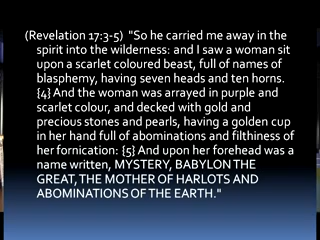 (Revelation 17:3-5)  "So he carried me away in the
spirit into the wilderness: and I saw a woman sit
upon a scarlet coloured beast, full of names of
blasphemy, having seven heads and ten horns.
{4} And the woman was arrayed in purple and
scarlet colour, and decked with gold and
precious stones and pearls, having a golden cup
in her hand full of abominations and filthiness of
her fornication: {5} And upon her forehead was a
name written, MYSTERY, BABYLON THE
GREAT, THE MOTHER OF HARLOTS AND
ABOMINATIONS OF THE EARTH."